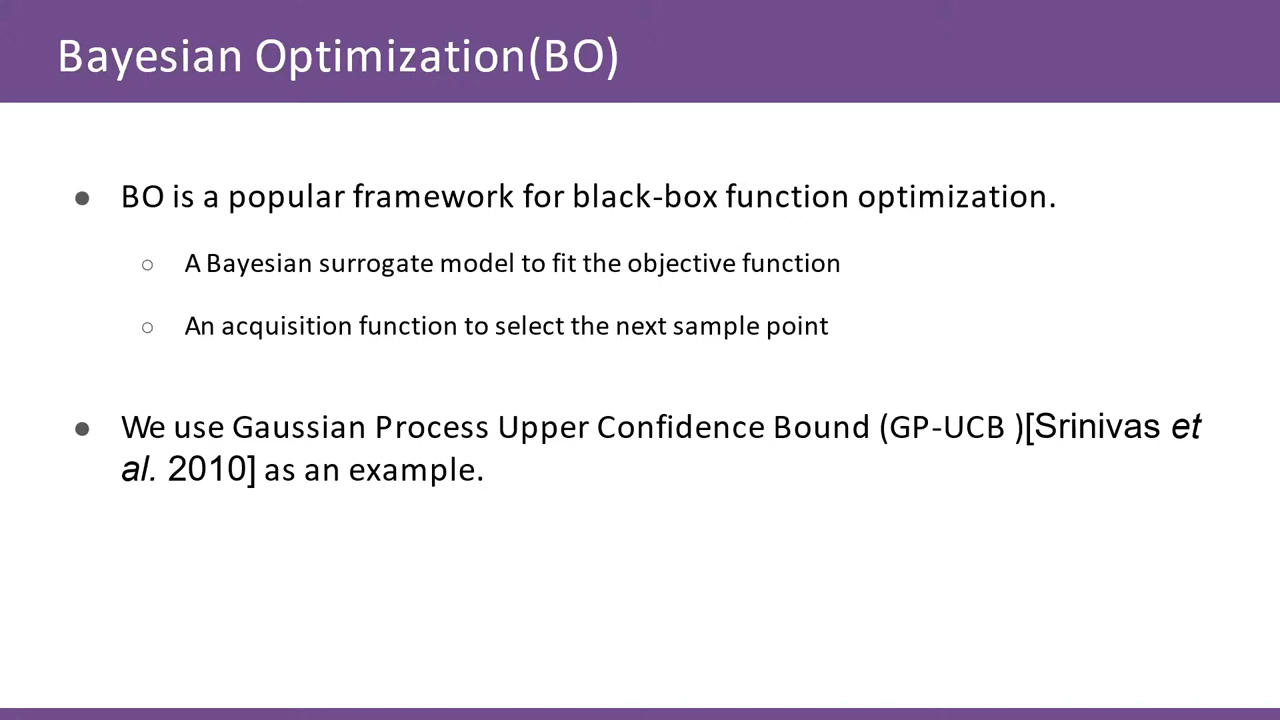 Bayesian Optimization(BO)
● BO is a popular framework for black-box function optimization.
○ A Bayesian surrogate model to fit the objective function
○ An acquisition function to select the next sample point
● We use Gaussian Process Upper Confidence Bound (GP-UCB )[Srinivas et
al. 2010] as an example.